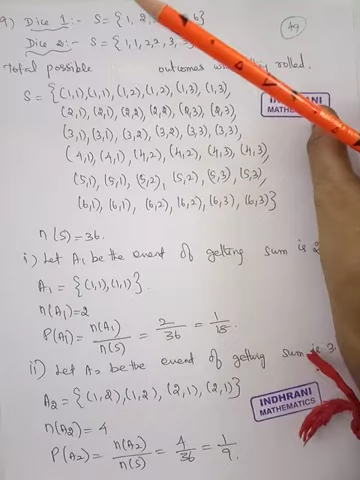 9) Dice 1:- S = {1, 2, 6}
49
Dice 2:- S = {1,1,2,2,3,
Total possible outcomes when rolled.
S = {(1,1),(1,1),(1,2),(1,2),(1,3),(1,3),
(2,1),(2,1),(2,2),(2,2),(2,3),(2,3),
(3,1),(3,1),(3,2),(3,2),(3,3),(3,3),
(4,1),(4,1),(4,2),(4,2),(4,3),(4,3)
(5,1),(5,1),(5,2),(5,2),(5,3),(5,3),
(6,1),(6,1),(6,2),(6,2),(6,3),(6,3)}
INDHRANI
MATHEMATICS
n(S)=36.
i) Let A1 be the event of getting sum is 2
A1 = {(1,1),(1,1)}.
n(A1)=2
P(A1) = n(A1)/n(S) = 2/36 = 1/18.
ii) Let A2 be the event of getting sum is 3.
A2 = {(1,2),(1,2),(2,1),(2,1)}
n(A2)=4
P(A2) = n(A2)/n(S) = 4/36 = 1/9.
INDHRANI
MATHEMATICS